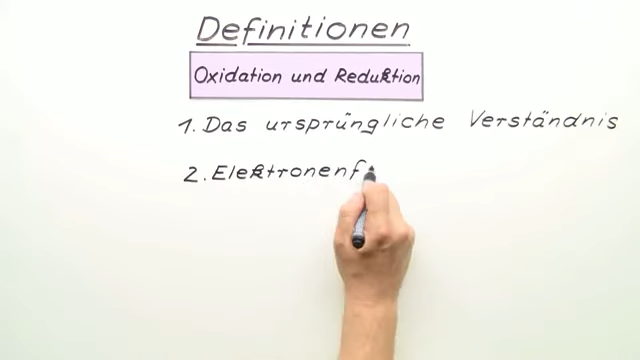 Definitionen
Oxidation und Reduktion
1. Das ursprüngliche Verständnis
2. Elektronenf